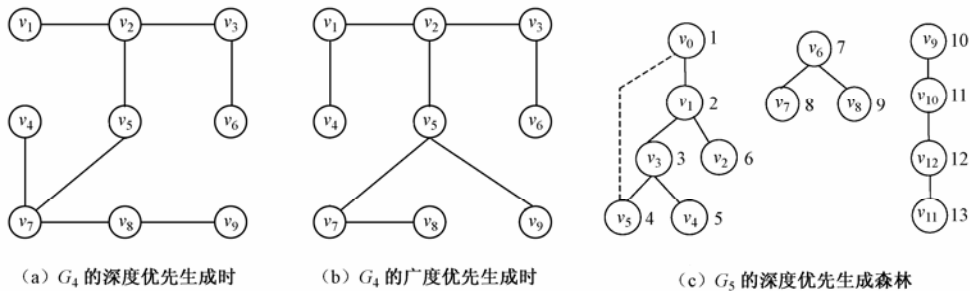 v1 v2 v3 v1 v2 v3 v0 1 v6 7 v9 10
v7 8 v8 9 v10 11
v1 2
v4 v5 v6 v4 v5 v6 v3 3 v2 6 v12 12
v7 v8 v9 v7 v8 v9 v5 4 v4 5 v11 13
(a) G4 的深度优先生成时 (b) G4 的广度优先生成时 (c) G5 的深度优先生成森林